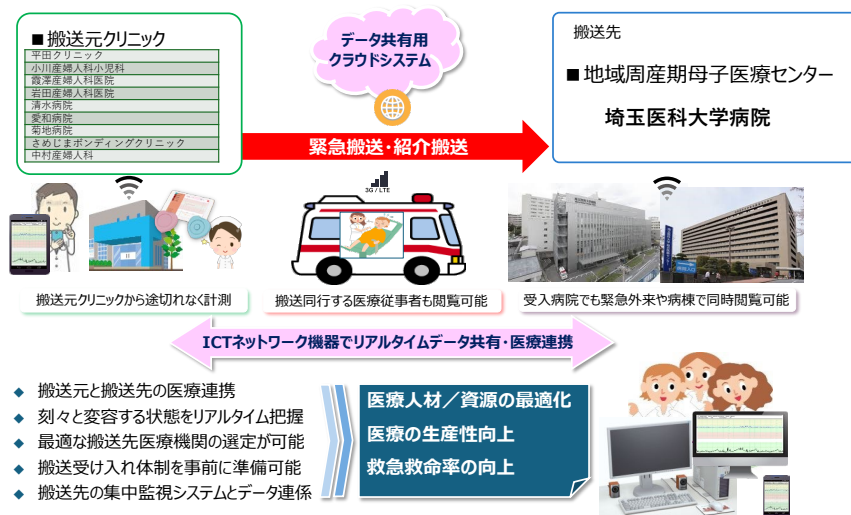 ■搬送元クリニック
平田クリニック
小川産婦人科小児科
霞澤産婦人科医院
岩田産婦人科医院
清水病院
愛和病院
菊地病院
さめじまボンディングクリニック
中村産婦人科
データ共有用
クラウドシステム
搬送先
■地域周産期母子医療センター
埼玉医科大学病院
緊急搬送・紹介搬送
3G / LTE
搬送元クリニックから途切れなく計測
搬送同行する医療従事者も閲覧可能
受入病院でも緊急外来や病棟で同時閲覧可能
ICTネットワーク機器でリアルタイムデータ共有・医療連携
◆ 搬送元と搬送先の医療連携
◆ 刻々と変容する状態をリアルタイム把握
◆ 最適な搬送先医療機関の選定が可能
◆ 搬送受け入れ体制を事前に準備可能
◆ 搬送先の集中監視システムとデータ連係
医療人材／資源の最適化
医療の生産性向上
救急救命率の向上